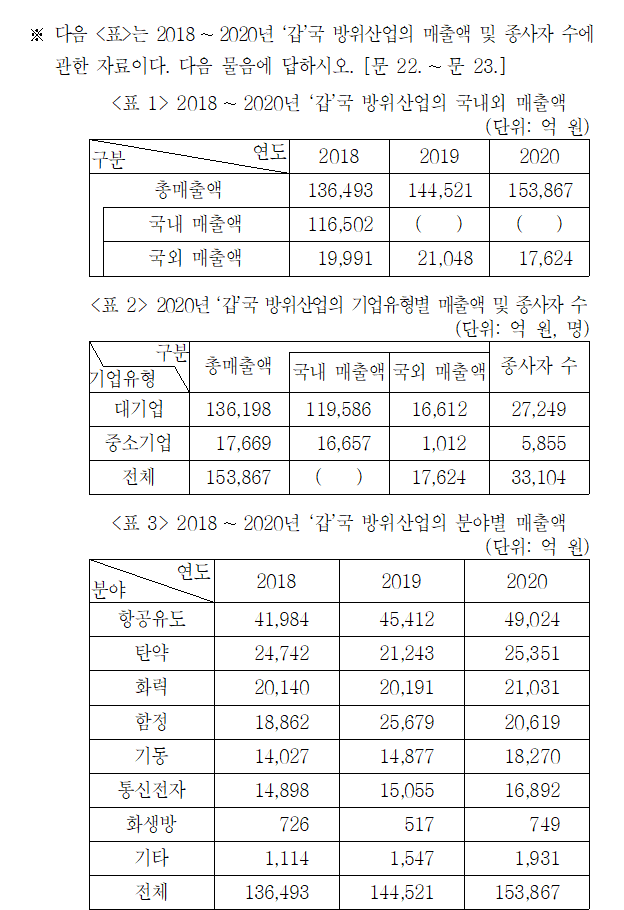 ※ 다음 <표>는 2018 ~ 2020년 ‘갑’국 방위산업의 매출액 및 종사자 수에
관한 자료이다. 다음 물음에 답하시오. [문 22. ~ 문 23.]
<표 1> 2018 ~ 2020년 ‘갑’국 방위산업의 국내외 매출액
(단위: 억 원)
구분 연도 2018 2019 2020
총매출액 136,493 144,521 153,867
국내 매출액 116,502 ( ) ( )
국외 매출액 19,991 21,048 17,624
<표 2> 2020년 ‘갑’국 방위산업의 기업유형별 매출액 및 종사자 수
(단위: 억 원, 명)
기업유형 구분 총매출액 국내 매출액 국외 매출액 종사자 수
대기업 136,198 119,586 16,612 27,249
중소기업 17,669 16,657 1,012 5,855
전체 153,867 ( ) 17,624 33,104
<표 3> 2018 ~ 2020년 ‘갑’국 방위산업의 분야별 매출액
(단위: 억 원)
분야 연도 2018 2019 2020
항공유도 41,984 45,412 49,024
탄약 24,742 21,243 25,351
화력 20,140 20,191 21,031
함정 18,862 25,679 20,619
기동 14,027 14,877 18,270
통신전자 14,898 15,055 16,892
화생방 726 517 749
기타 1,114 1,547 1,931
전체 136,493 144,521 153,867